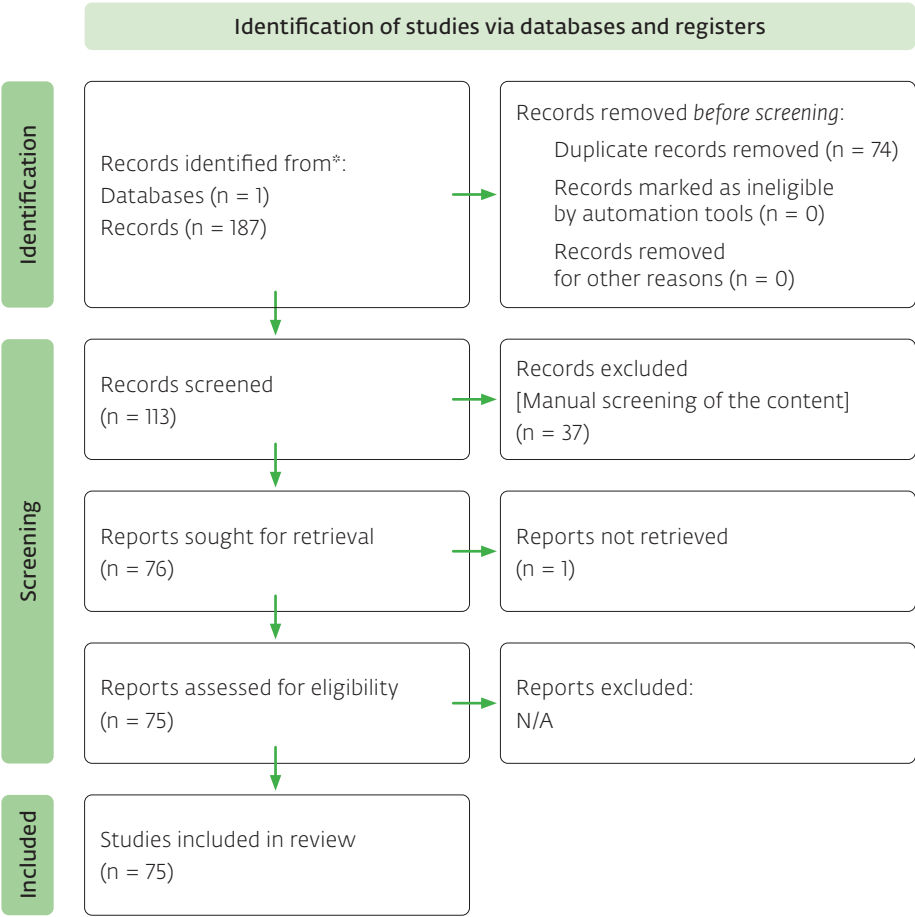 Identification of studies via databases and registers
Identification
Records identified from*:
Databases (n = 1)
Records (n = 187)
Records removed before screening:
Duplicate records removed (n = 74)
Records marked as ineligible
by automation tools (n = 0)
Records removed
for other reasons (n = 0)
Screening
Records screened
(n = 113)
Records excluded
[Manual screening of the content]
(n = 37)
Reports sought for retrieval
(n = 76)
Reports not retrieved
(n = 1)
Reports assessed for eligibility
(n = 75)
Reports excluded:
N/A
Included
Studies included in review
(n = 75)